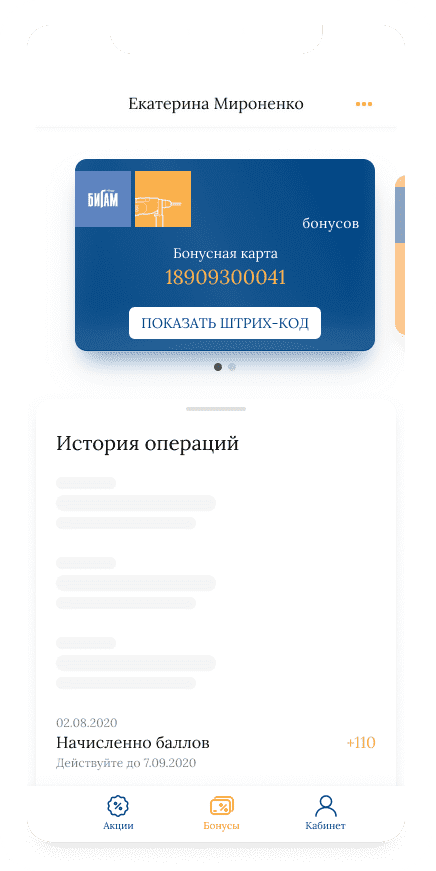 Екатерина Мироненко
БИГАМ
бонусов
Бонусная карта
18909300041
ПОКАЗАТЬ ШТРИХ-КОД
История операций
02.08.2020
Начисленно баллов
+110
Действуйте до 7.09.2020
Акции
Бонусы
Кабинет